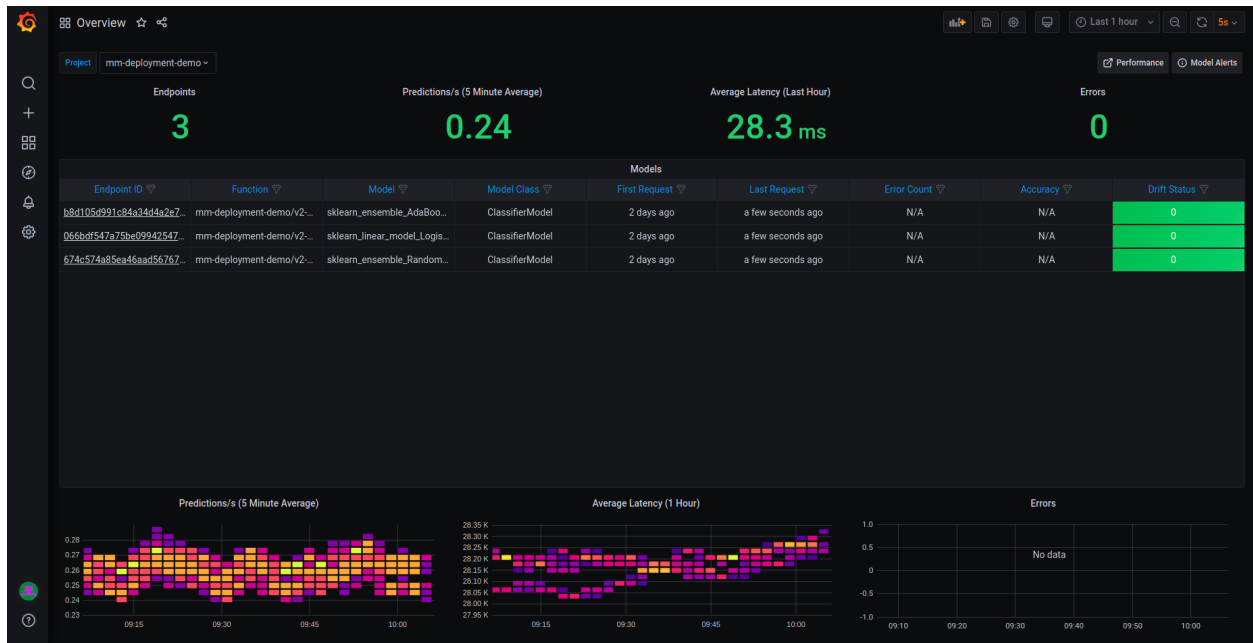 Overview
Last 1 hour
5s
Project mm-deployment-demo
Performance Model Alerts
Endpoints Predictions/s (5 Minute Average) Average Latency (Last Hour) Errors
3 0.24 28.3 ms 0
Models
Endpoint ID Function Model Model Class First Request Last Request Error Count Accuracy Drift Status
b8d105d991c84a34d4a2e7... mm-deployment-demo/v2-... sklearn_ensemble_AdaBoo... ClassifierModel 2 days ago a few seconds ago N/A N/A 0
066bdf547a75be09942547... mm-deployment-demo/v2-... sklearn_linear_model_Logis... ClassifierModel 2 days ago a few seconds ago N/A N/A 0
674c574a85ea46aad56767... mm-deployment-demo/v2-... sklearn_ensemble_Random... ClassifierModel 2 days ago a few seconds ago N/A N/A 0
Predictions/s (5 Minute Average)
0.28
0.27
0.26
0.25
0.24
0.23
09:15 09:30 09:45 10:00
Average Latency (1 Hour)
28.35 K
28.30 K
28.25 K
28.20 K
28.15 K
28.10 K
28.05 K
28.00 K
27.95 K
09:15 09:30 09:45 10:00
Errors
1.0
0.5
0
-0.5
-1.0
No data
09:10 09:20 09:30 09:40 09:50 10:00